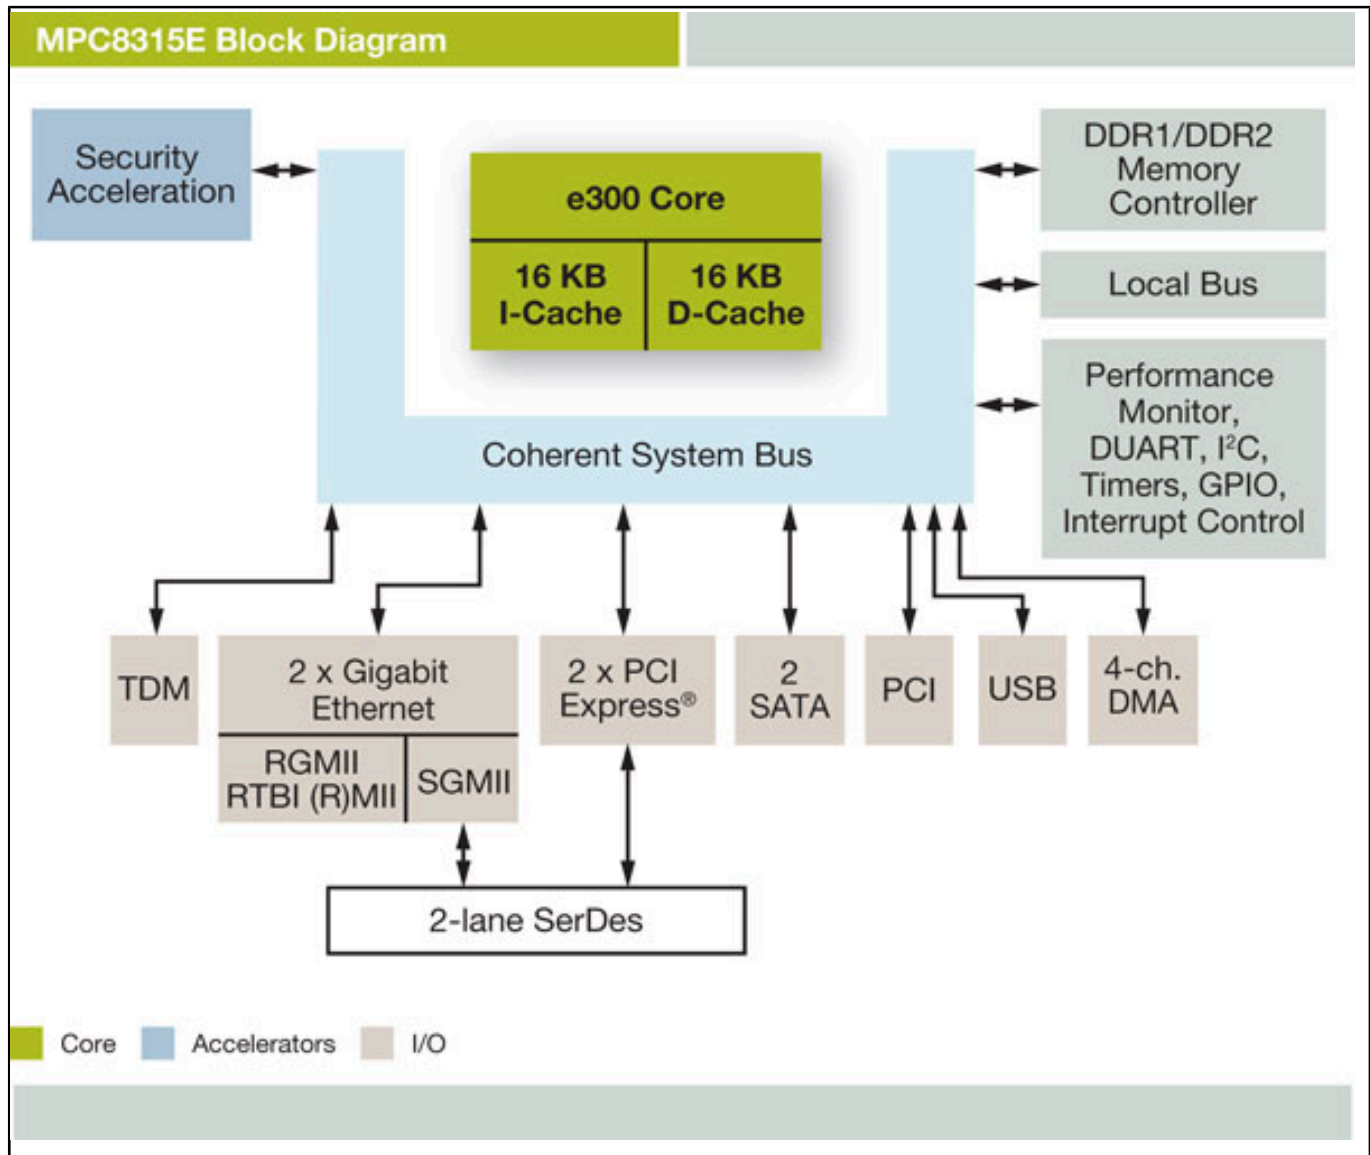 MPC8315E Block Diagram
Security
Acceleration
e300 Core
16 KB
I-Cache
16 KB
D-Cache
DDR1/DDR2
Memory
Controller
Local Bus
Performance
Monitor,
DUART, I²C,
Timers, GPIO,
Interrupt Control
Coherent System Bus
TDM
2 x Gigabit
Ethernet
RGMII
RTBI (R)MII
SGMII
2 x PCI
Express®
2
SATA
PCI
USB
4-ch.
DMA
2-lane SerDes
Core
Accelerators
I/O